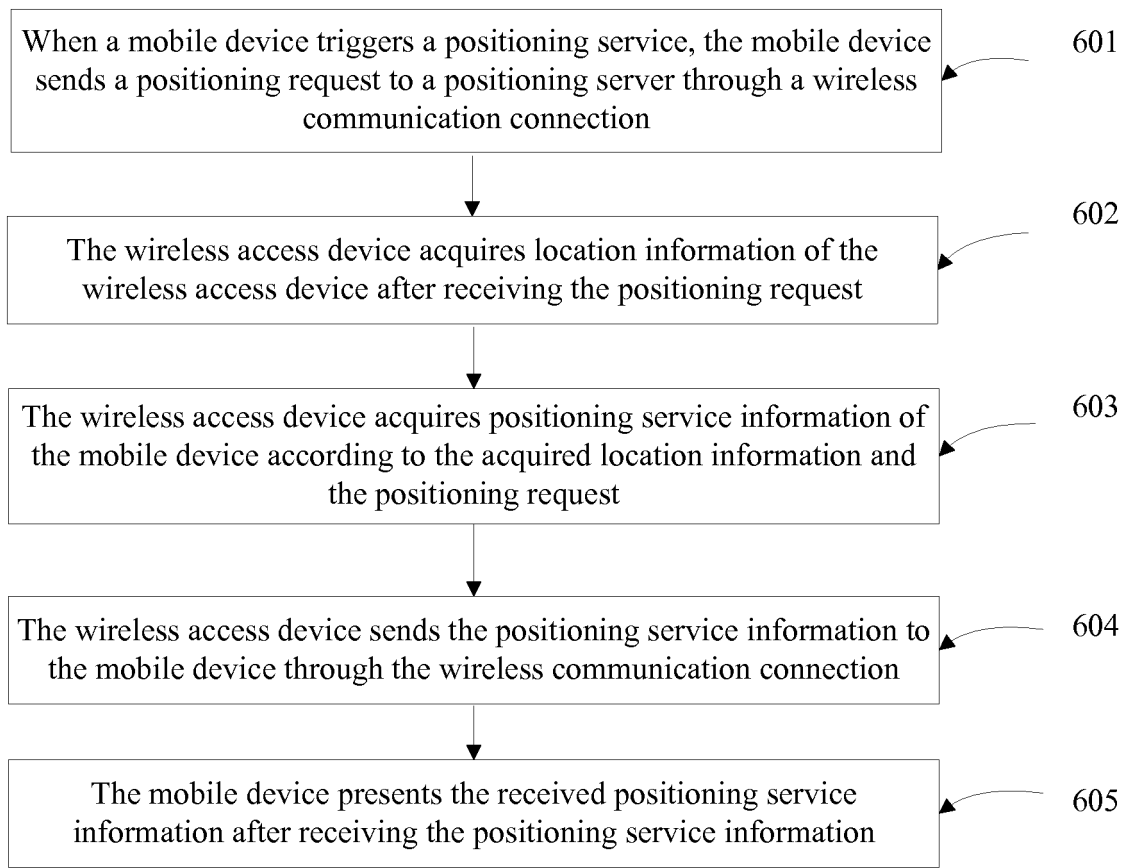 When a mobile device triggers a positioning service, the mobile device
sends a positioning request to a positioning server through a wireless
communication connection
601
The wireless access device acquires location information of the
wireless access device after receiving the positioning request
602
The wireless access device acquires positioning service information of
the mobile device according to the acquired location information and
the positioning request
603
The wireless access device sends the positioning service information to
the mobile device through the wireless communication connection
604
The mobile device presents the received positioning service
information after receiving the positioning service information
605